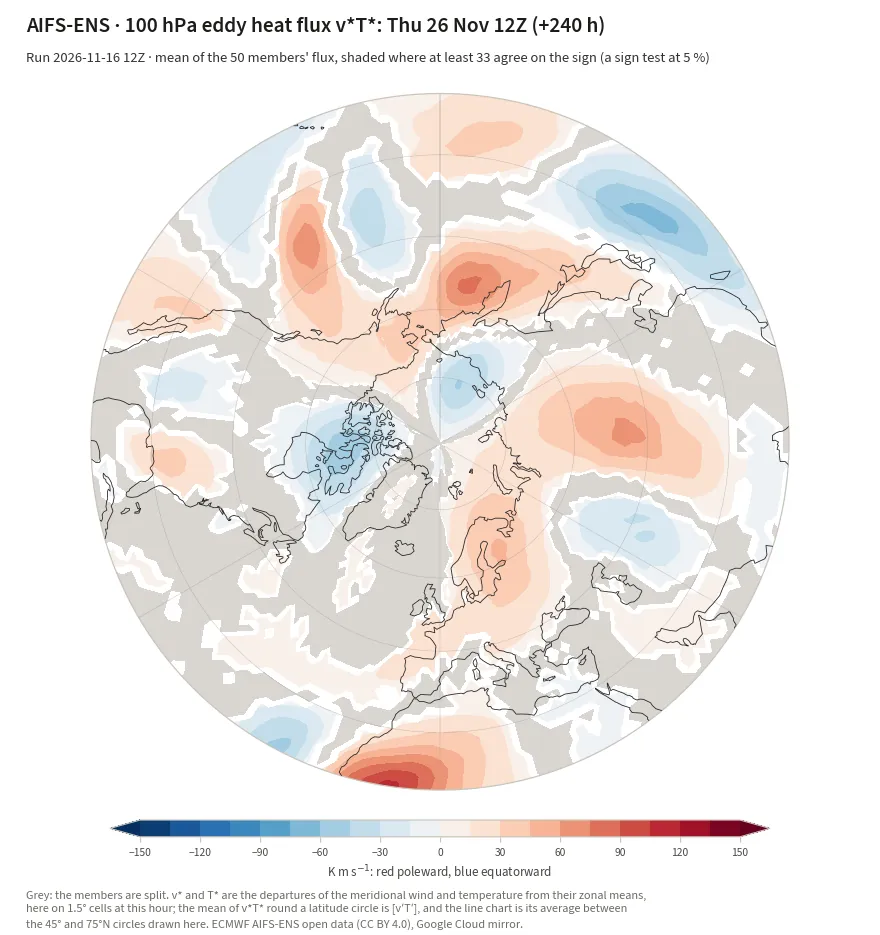 AIFS-ENS · 100 hPa eddy heat flux v*T*: Thu 26 Nov 12Z (+240 h)
Run 2026-11-16 12Z · mean of the 50 members' flux, shaded where at least 33 agree on the sign (a sign test at 5 %)
−150 −120 −90 −60 −30 0 30 60 90 120 150
K m s⁻¹: red poleward, blue equatorward
Grey: the members are split. v* and T* are the departures of the meridional wind and temperature from their zonal means,
here on 1.5° cells at this hour; the mean of v*T* round a latitude circle is [v'T'], and the line chart is its average between
the 45° and 75°N circles drawn here. ECMWF AIFS-ENS open data (CC BY 4.0), Google Cloud mirror.